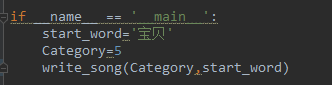 if __name__ == '__main__':
    start_word='宝贝'
    Category=5
    write_song(Category,start_word)